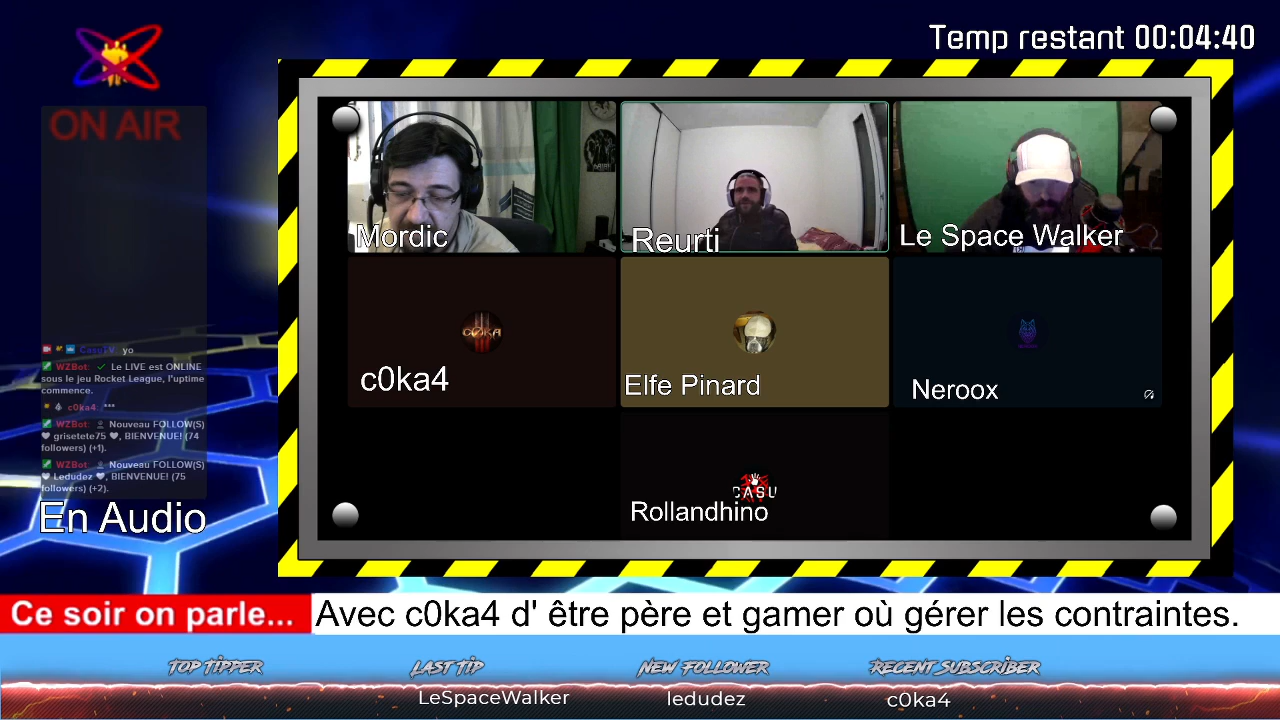 Temp restant 00:04:40
ON AIR
CasuTV: yo
WZBot: Le LIVE est ONLINE
sous le jeu Rocket League, l'uptime
commence.
c0ka4: ***
WZBot: Nouveau FOLLOW(S)
grisetete75 ♥, BIENVENUE! (74
followers) (+1).
WZBot: Nouveau FOLLOW(S)
Ledudez ♥, BIENVENUE! (75
followers) (+2).
En Audio
Mordic
Reurti
Le Space Walker
C0KA
c0ka4
Elfe Pinard
Neroox
CASU
Rollandhino
Ce soir on parle...
Avec c0ka4 d' être père et gamer où gérer les contraintes.
TOP TIPPER
LAST TIP
NEW FOLLOWER
RECENT SUBSCRIBER
LeSpaceWalker
ledudez
c0ka4